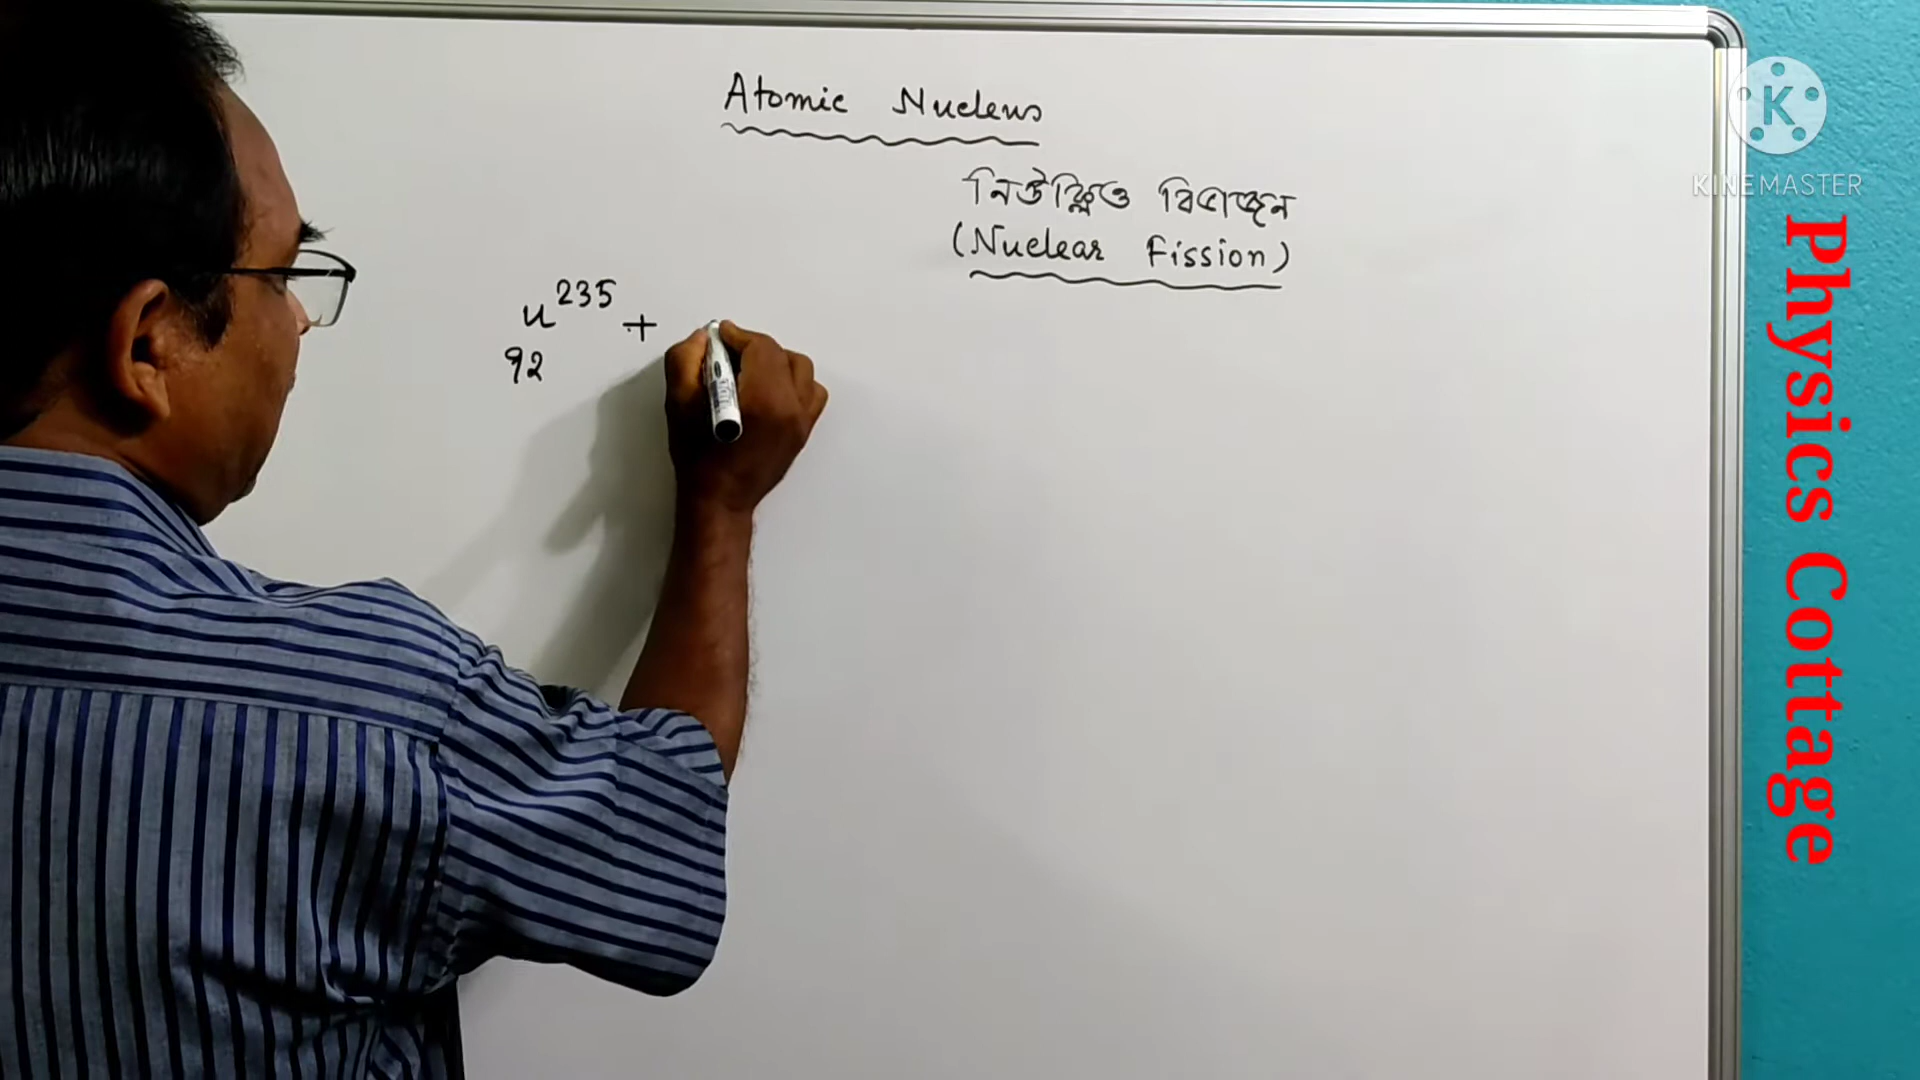 Atomic Nucleus
নিউক্লিও বিভাজন
(Nuclear Fission)
u²³⁵ +
92
K
KINEMASTER
Physics Cottage